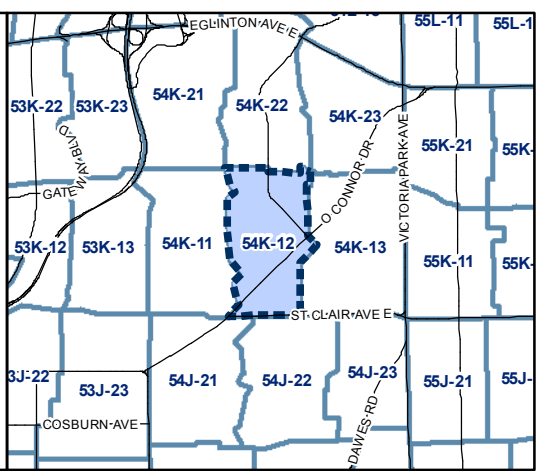 EGLINTON AVE E
55L-11
55L-1
53K-22
53K-23
54K-21
54K-22
54K-23
55K-21
55K-
GATEWAY BLVD
O CONNOR DR
VICTORIA PARK AVE
53K-12
53K-13
54K-11
54K-12
54K-13
55K-11
55K-
ST CLAIR AVE E
3J-22
53J-23
54J-21
54J-22
54J-23
55J-21
55J-
COSBURN AVE
DAWES RD